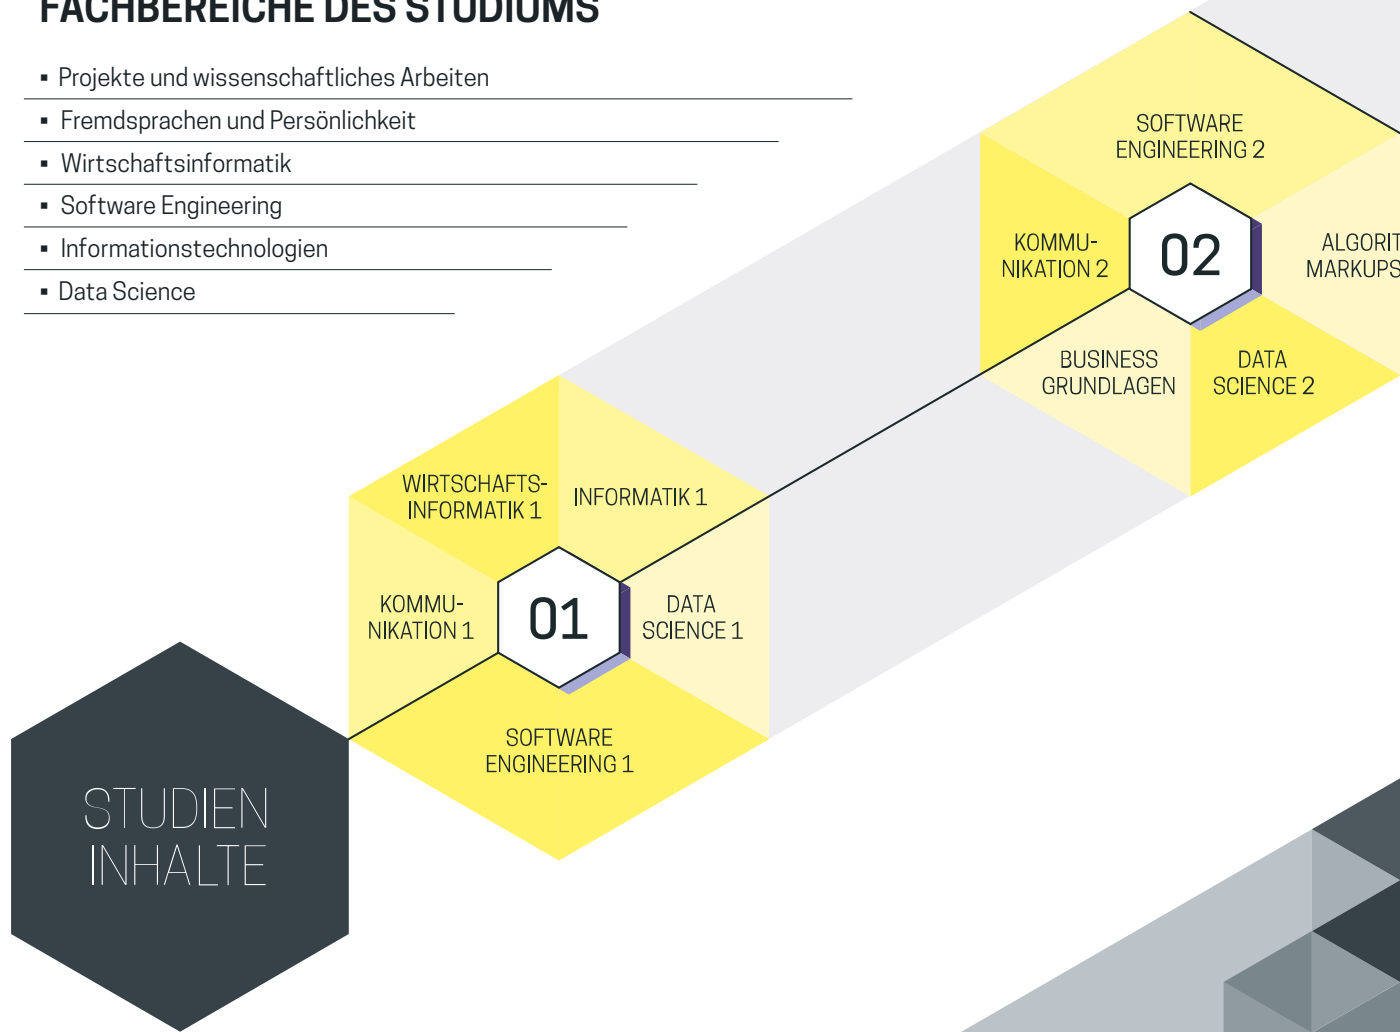 FACHBEREICHE DES STUDIUMS
▪ Projekte und wissenschaftliches Arbeiten
▪ Fremdsprachen und Persönlichkeit
▪ Wirtschaftsinformatik
▪ Software Engineering
▪ Informationstechnologien
▪ Data Science
SOFTWARE
ENGINEERING 2
KOMMU-
NIKATION 2
02
ALGORIT
MARKUPS
BUSINESS
GRUNDLAGEN
DATA
SCIENCE 2
WIRTSCHAFTS-
INFORMATIK 1
INFORMATIK 1
KOMMU-
NIKATION 1
01
DATA
SCIENCE 1
SOFTWARE
ENGINEERING 1
STUDIEN
INHALTE